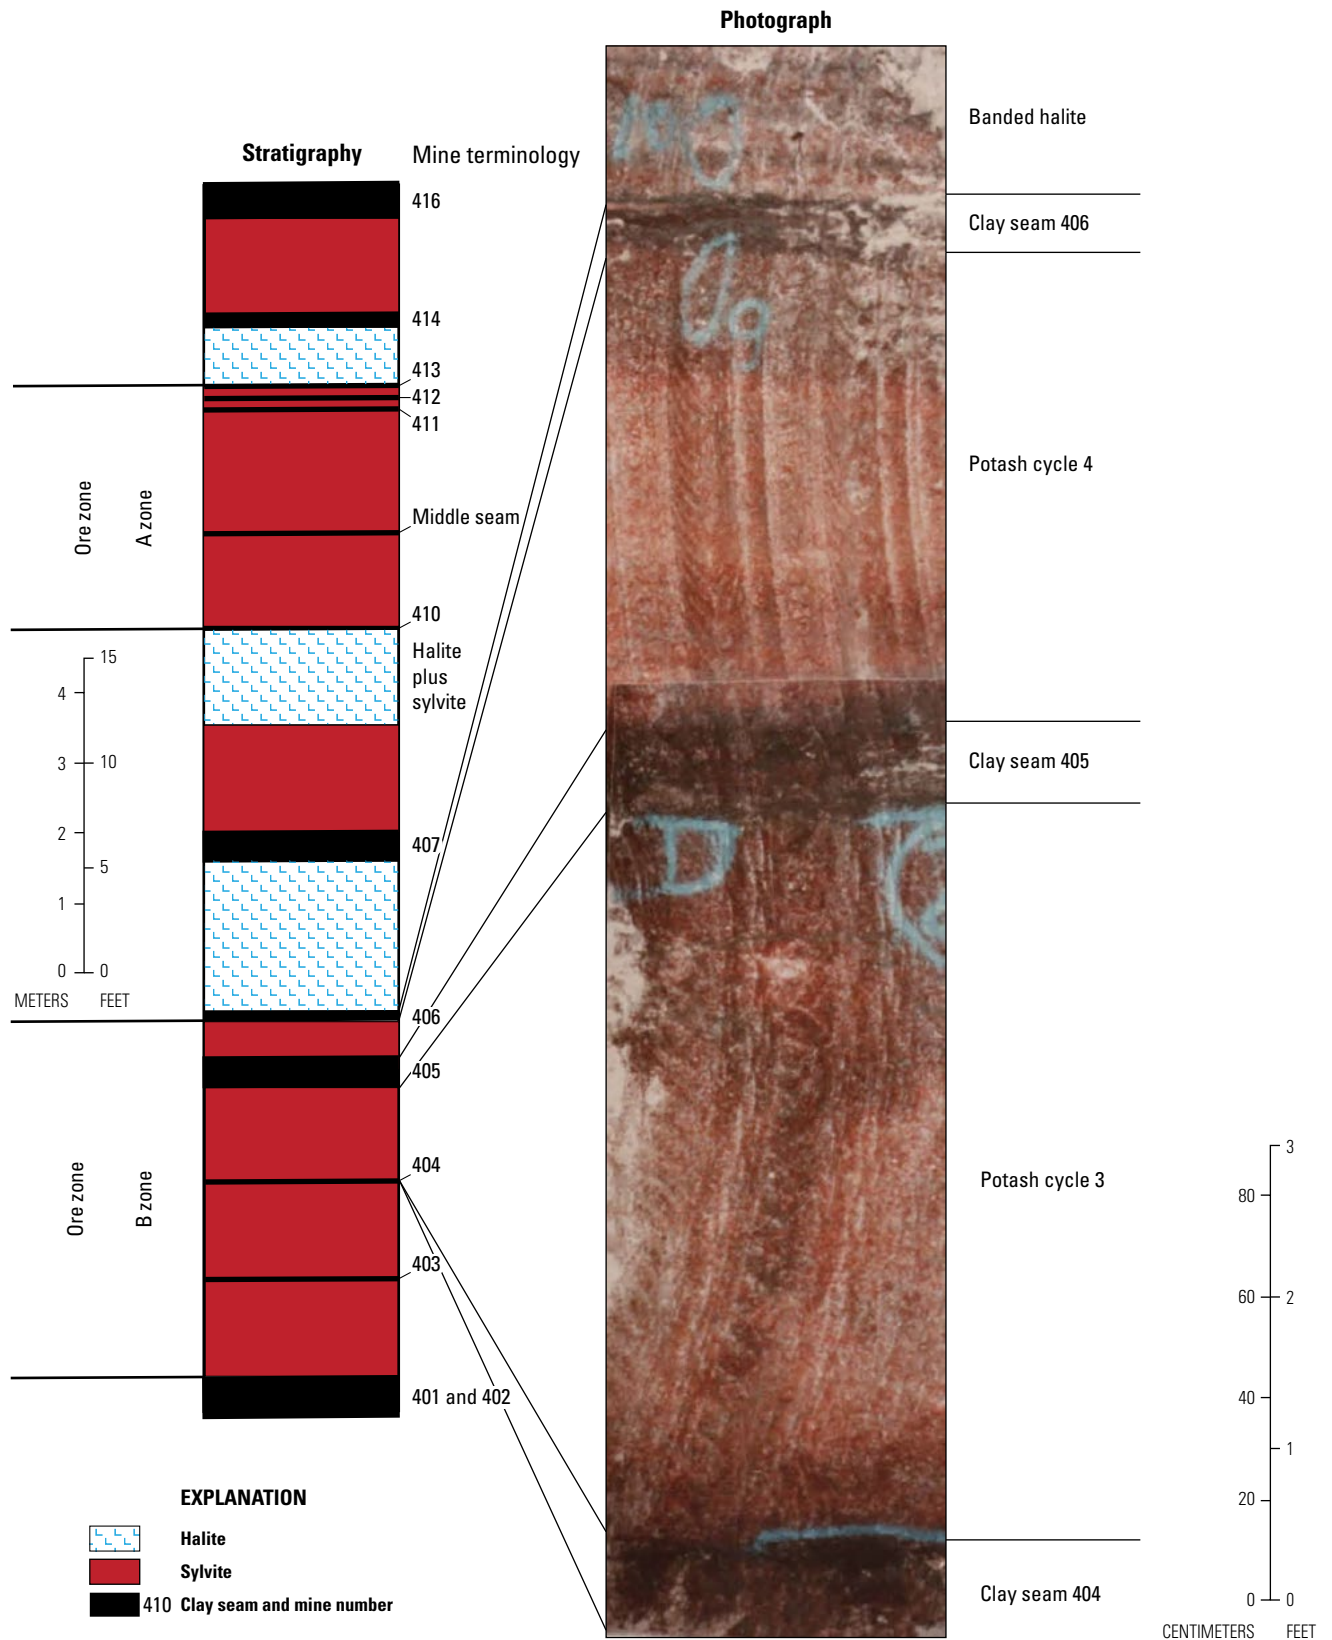 Photograph
Banded halite
Clay seam 406
Potash cycle 4
Clay seam 405
Potash cycle 3
Clay seam 404
Stratigraphy
Mine terminology
416
414
413
412
411
Middle seam
410
Halite
plus
sylvite
407
406
405
404
403
401 and 402
Ore zone
A zone
Ore zone
B zone
15
4
3
10
2
5
1
0
0
METERS
FEET
3
80
60
2
40
1
20
0
0
CENTIMETERS
FEET
EXPLANATION
Halite
Sylvite
410 Clay seam and mine number